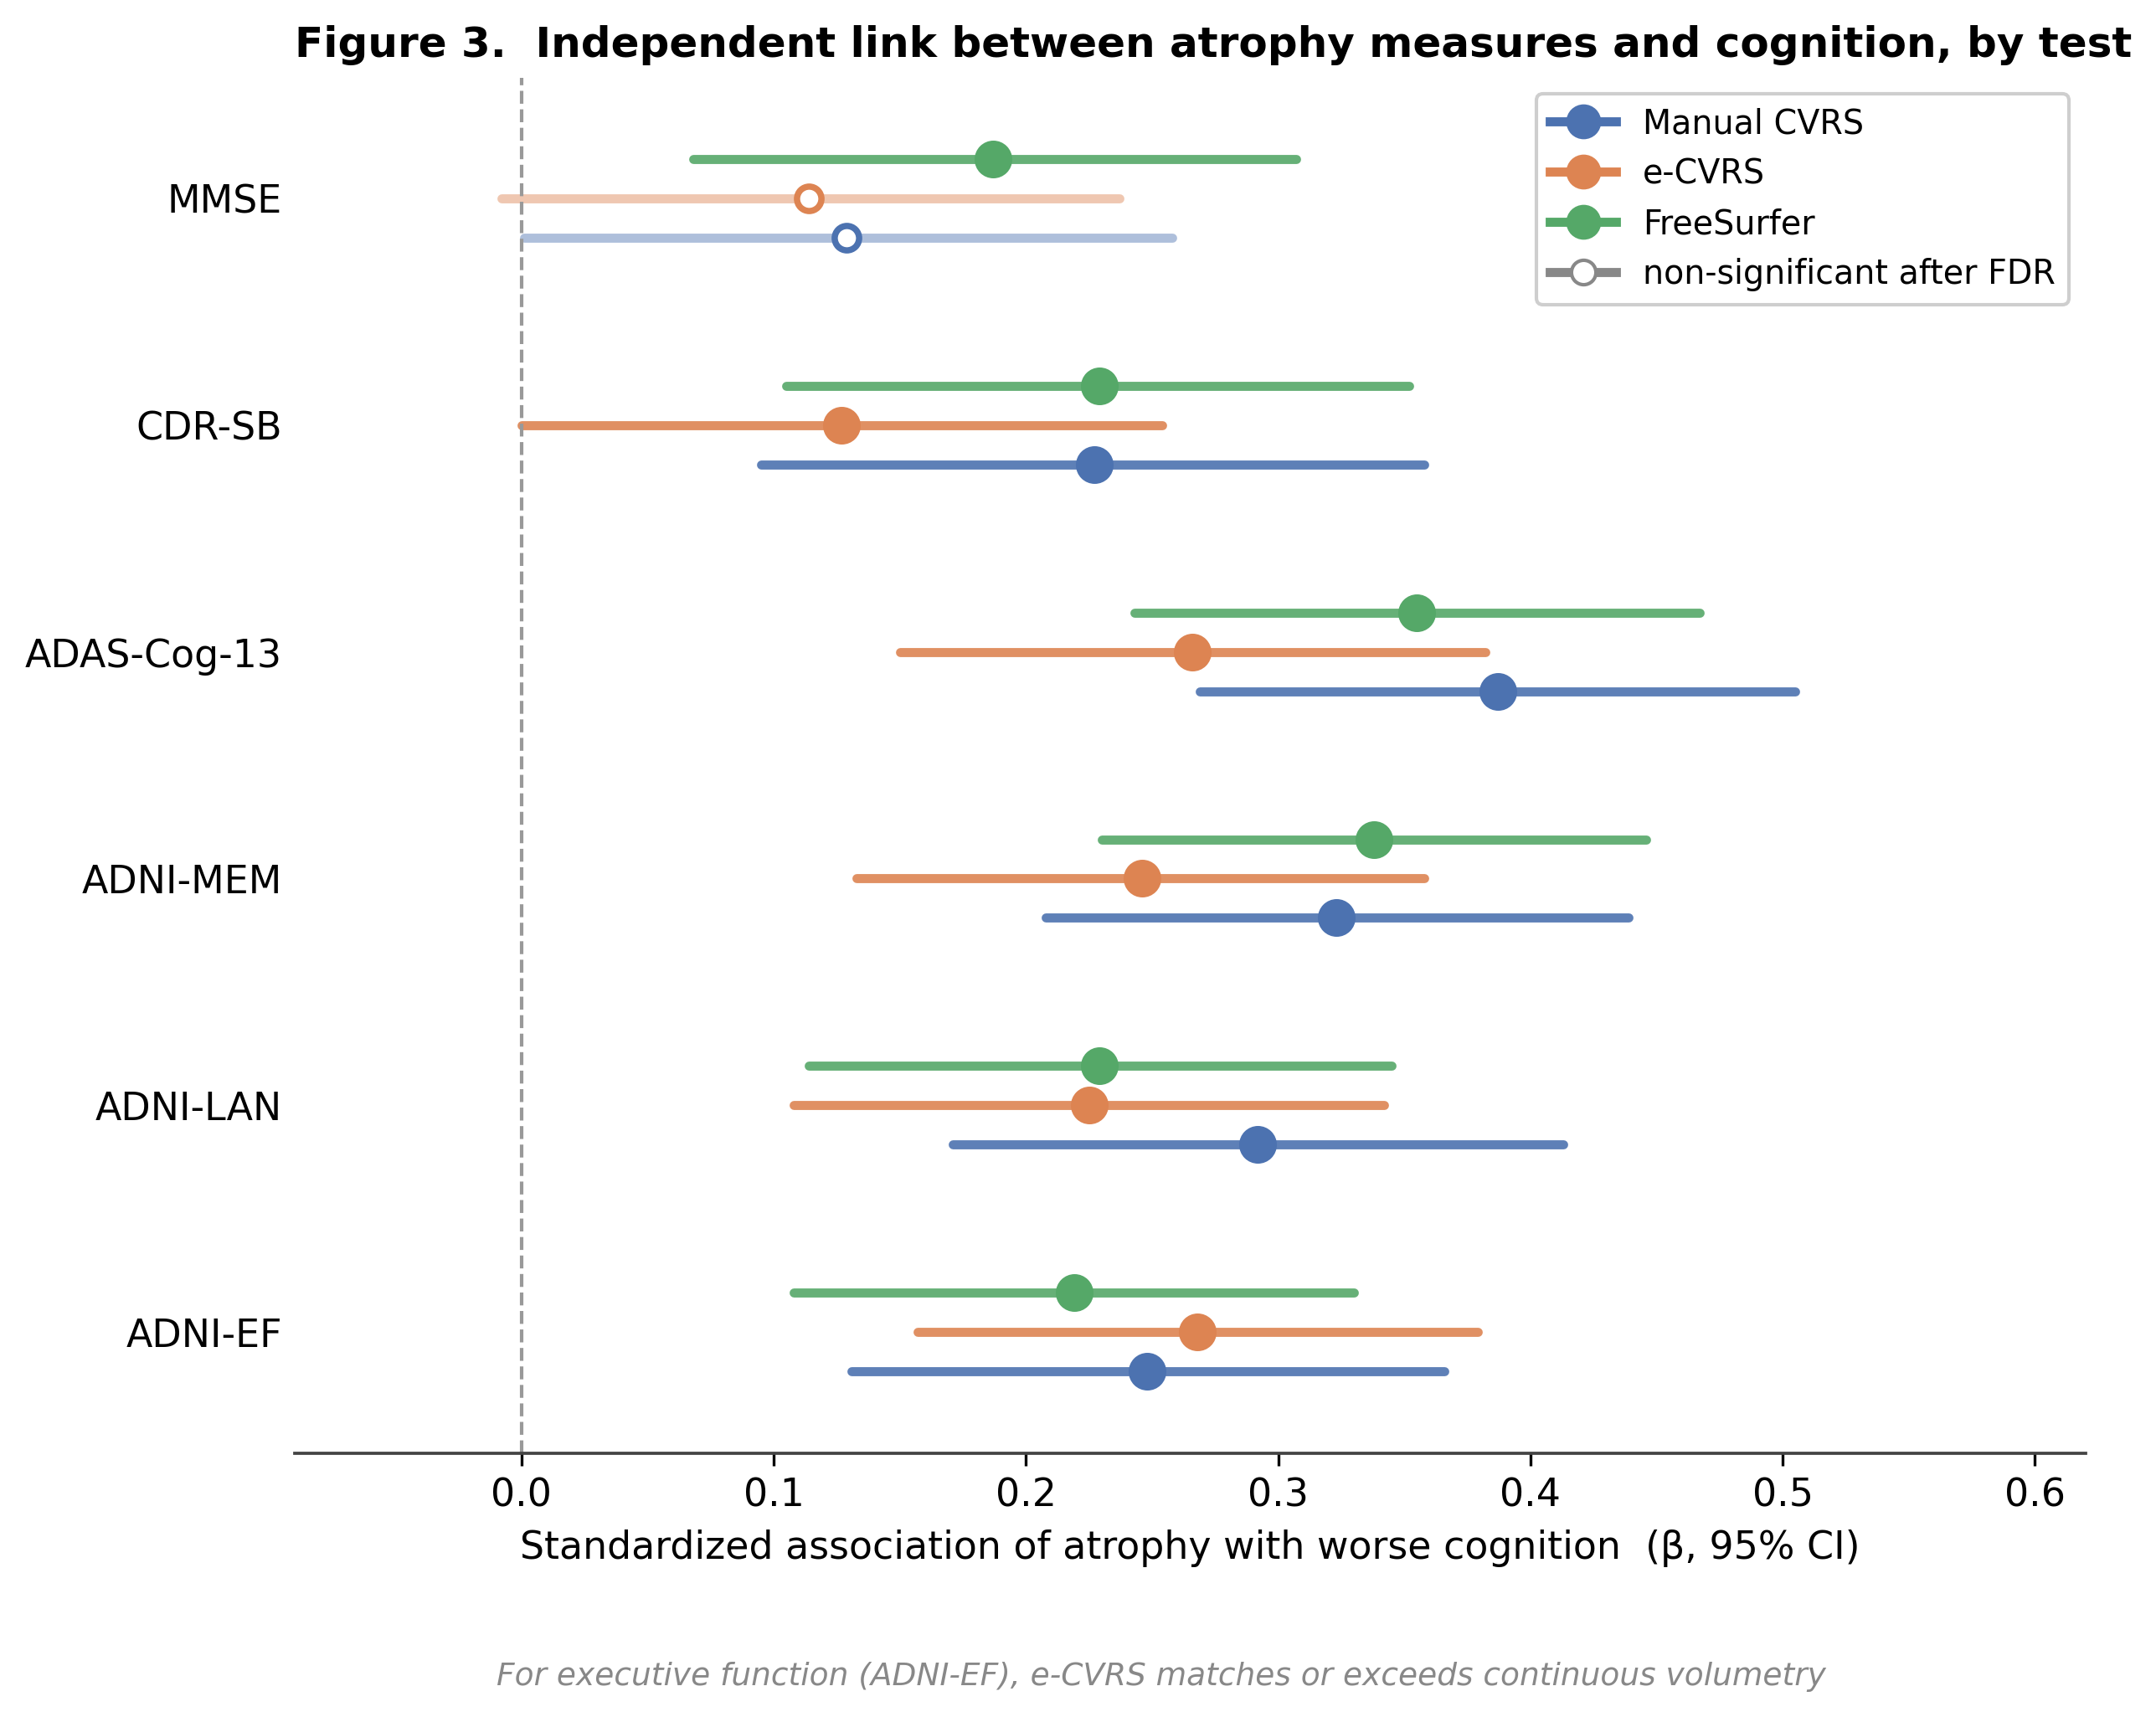 Figure 3.  Independent link between atrophy measures and cognition, by test
Manual CVRS
e-CVRS
FreeSurfer
non-significant after FDR
MMSE
CDR-SB
ADAS-Cog-13
ADNI-MEM
ADNI-LAN
ADNI-EF
0.0 0.1 0.2 0.3 0.4 0.5 0.6
Standardized association of atrophy with worse cognition  (β, 95% CI)
For executive function (ADNI-EF), e-CVRS matches or exceeds continuous volumetry